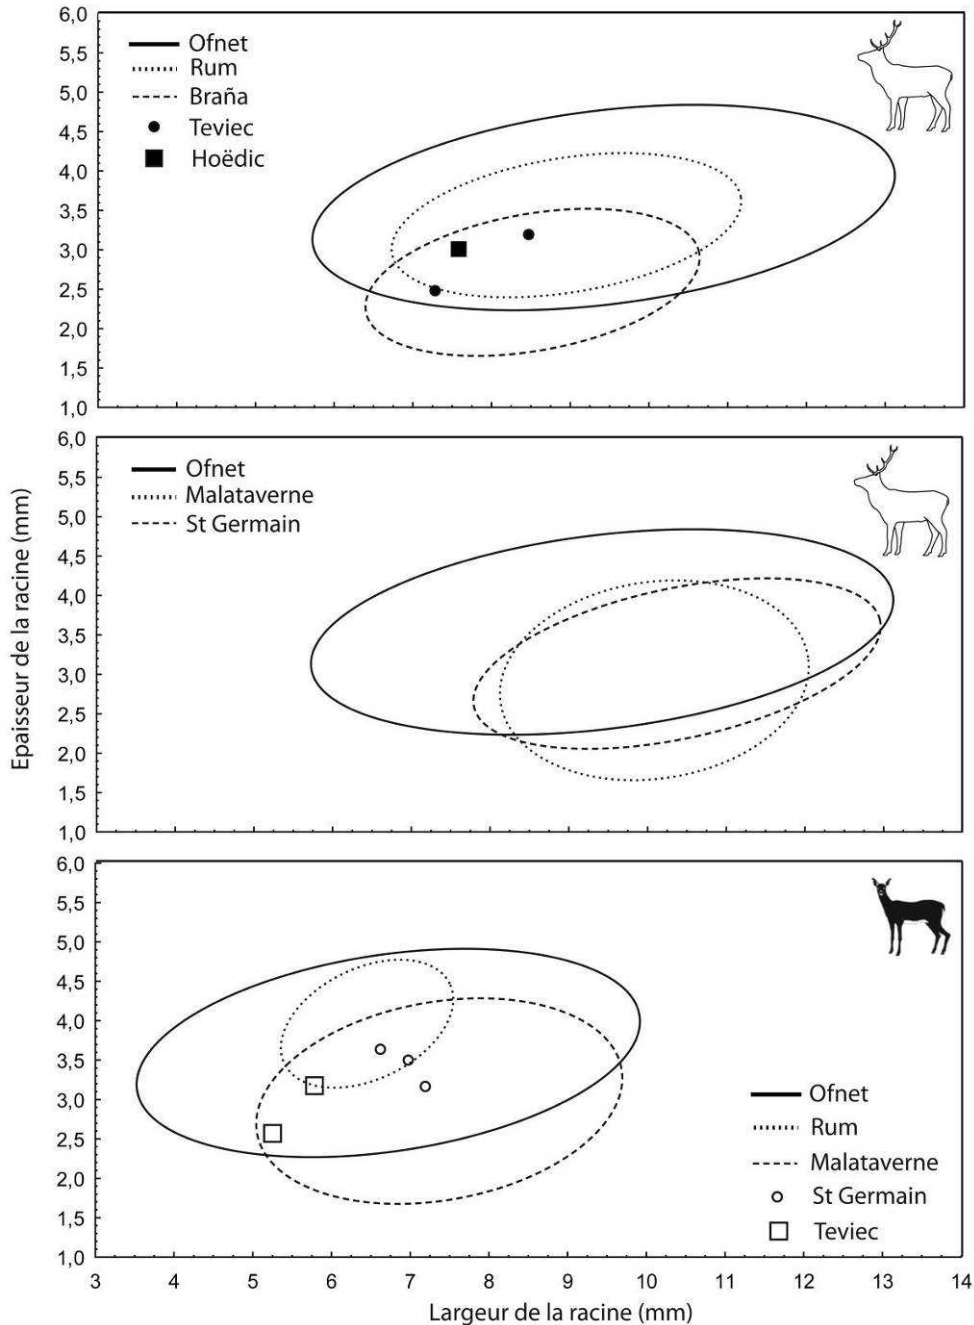 6,0
5,5
5,0
4,5
4,0
3,5
3,0
2,5
2,0
1,5
1,0
Ofnet
Rum
Braña
Teviec
Hoëdic
6,0
5,5
5,0
4,5
4,0
3,5
3,0
2,5
2,0
1,5
1,0
Ofnet
Malataverne
St Germain
Epaisseur de la racine (mm)
6,0
5,5
5,0
4,5
4,0
3,5
3,0
2,5
2,0
1,5
1,0
Ofnet
Rum
Malataverne
St Germain
Teviec
3 4 5 6 7 8 9 10 11 12 13 14
Largeur de la racine (mm)